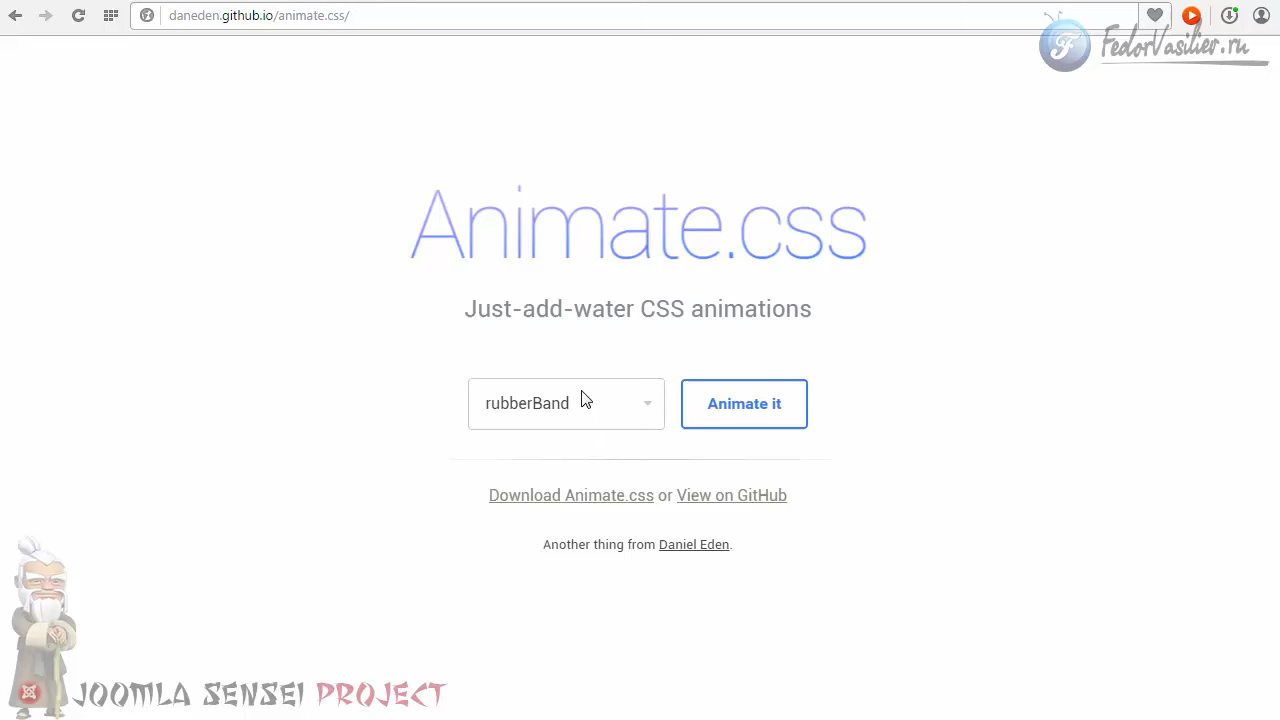 daneden.github.io/animate.css/
FedorVasilier.ru
Animate.css
Just-add-water CSS animations
rubberBand
Animate it
Download Animate.css or View on GitHub
Another thing from Daniel Eden.
JOOMLA SENSEI PROJECT